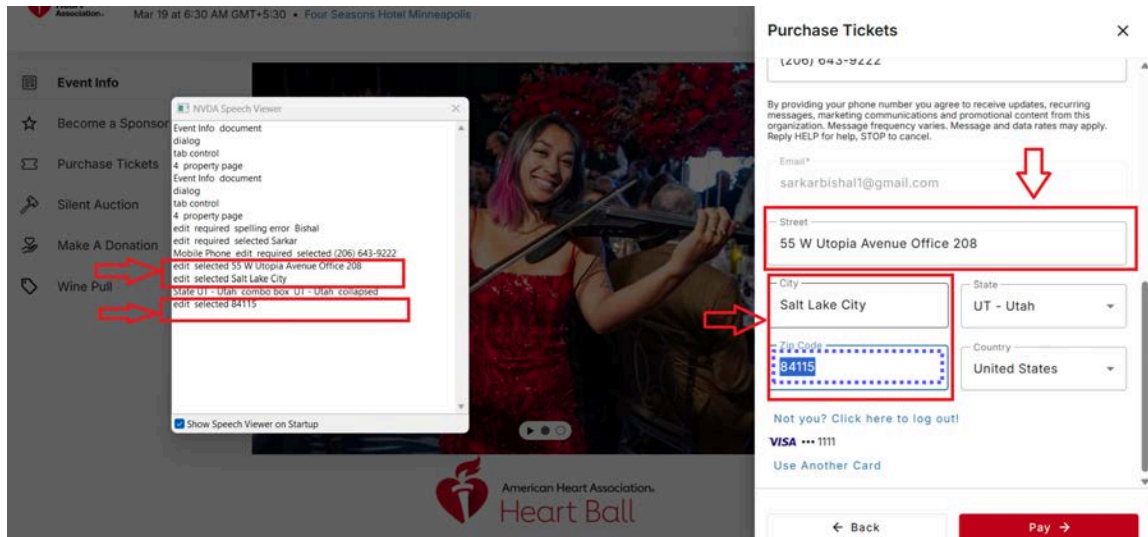 Association.
Mar 19 at 6:30 AM GMT+5:30 • Four Seasons Hotel Minneapolis
Event Info
Become a Sponsor
Purchase Tickets
Silent Auction
Make A Donation
Wine Pull
NVDA Speech Viewer
Event Info document
dialog
tab control
4 property page
Event Info document
dialog
tab control
4 property page
edit required spelling error Bishal
edit required selected Sarkar
Mobile Phone edit required selected (206) 643-9222
edit selected 55 W Utopia Avenue Office 208
edit selected Salt Lake City
State UT - Utah combo box UT - Utah collapsed
edit selected 84115
Show Speech Viewer on Startup
American Heart Association.
Heart Ball
Purchase Tickets
(206) 643-9222
By providing your phone number you agree to receive updates, recurring
messages, marketing communications and promotional content from this
organization. Message frequency varies. Message and data rates may apply.
Reply HELP for help, STOP to cancel.
Email*
sarkarbishal1@gmail.com
Street
55 W Utopia Avenue Office 208
City
Salt Lake City
State
UT - Utah
Zip Code
84115
Country
United States
Not you? Click here to log out!
VISA ••• 1111
Use Another Card
← Back
Pay →